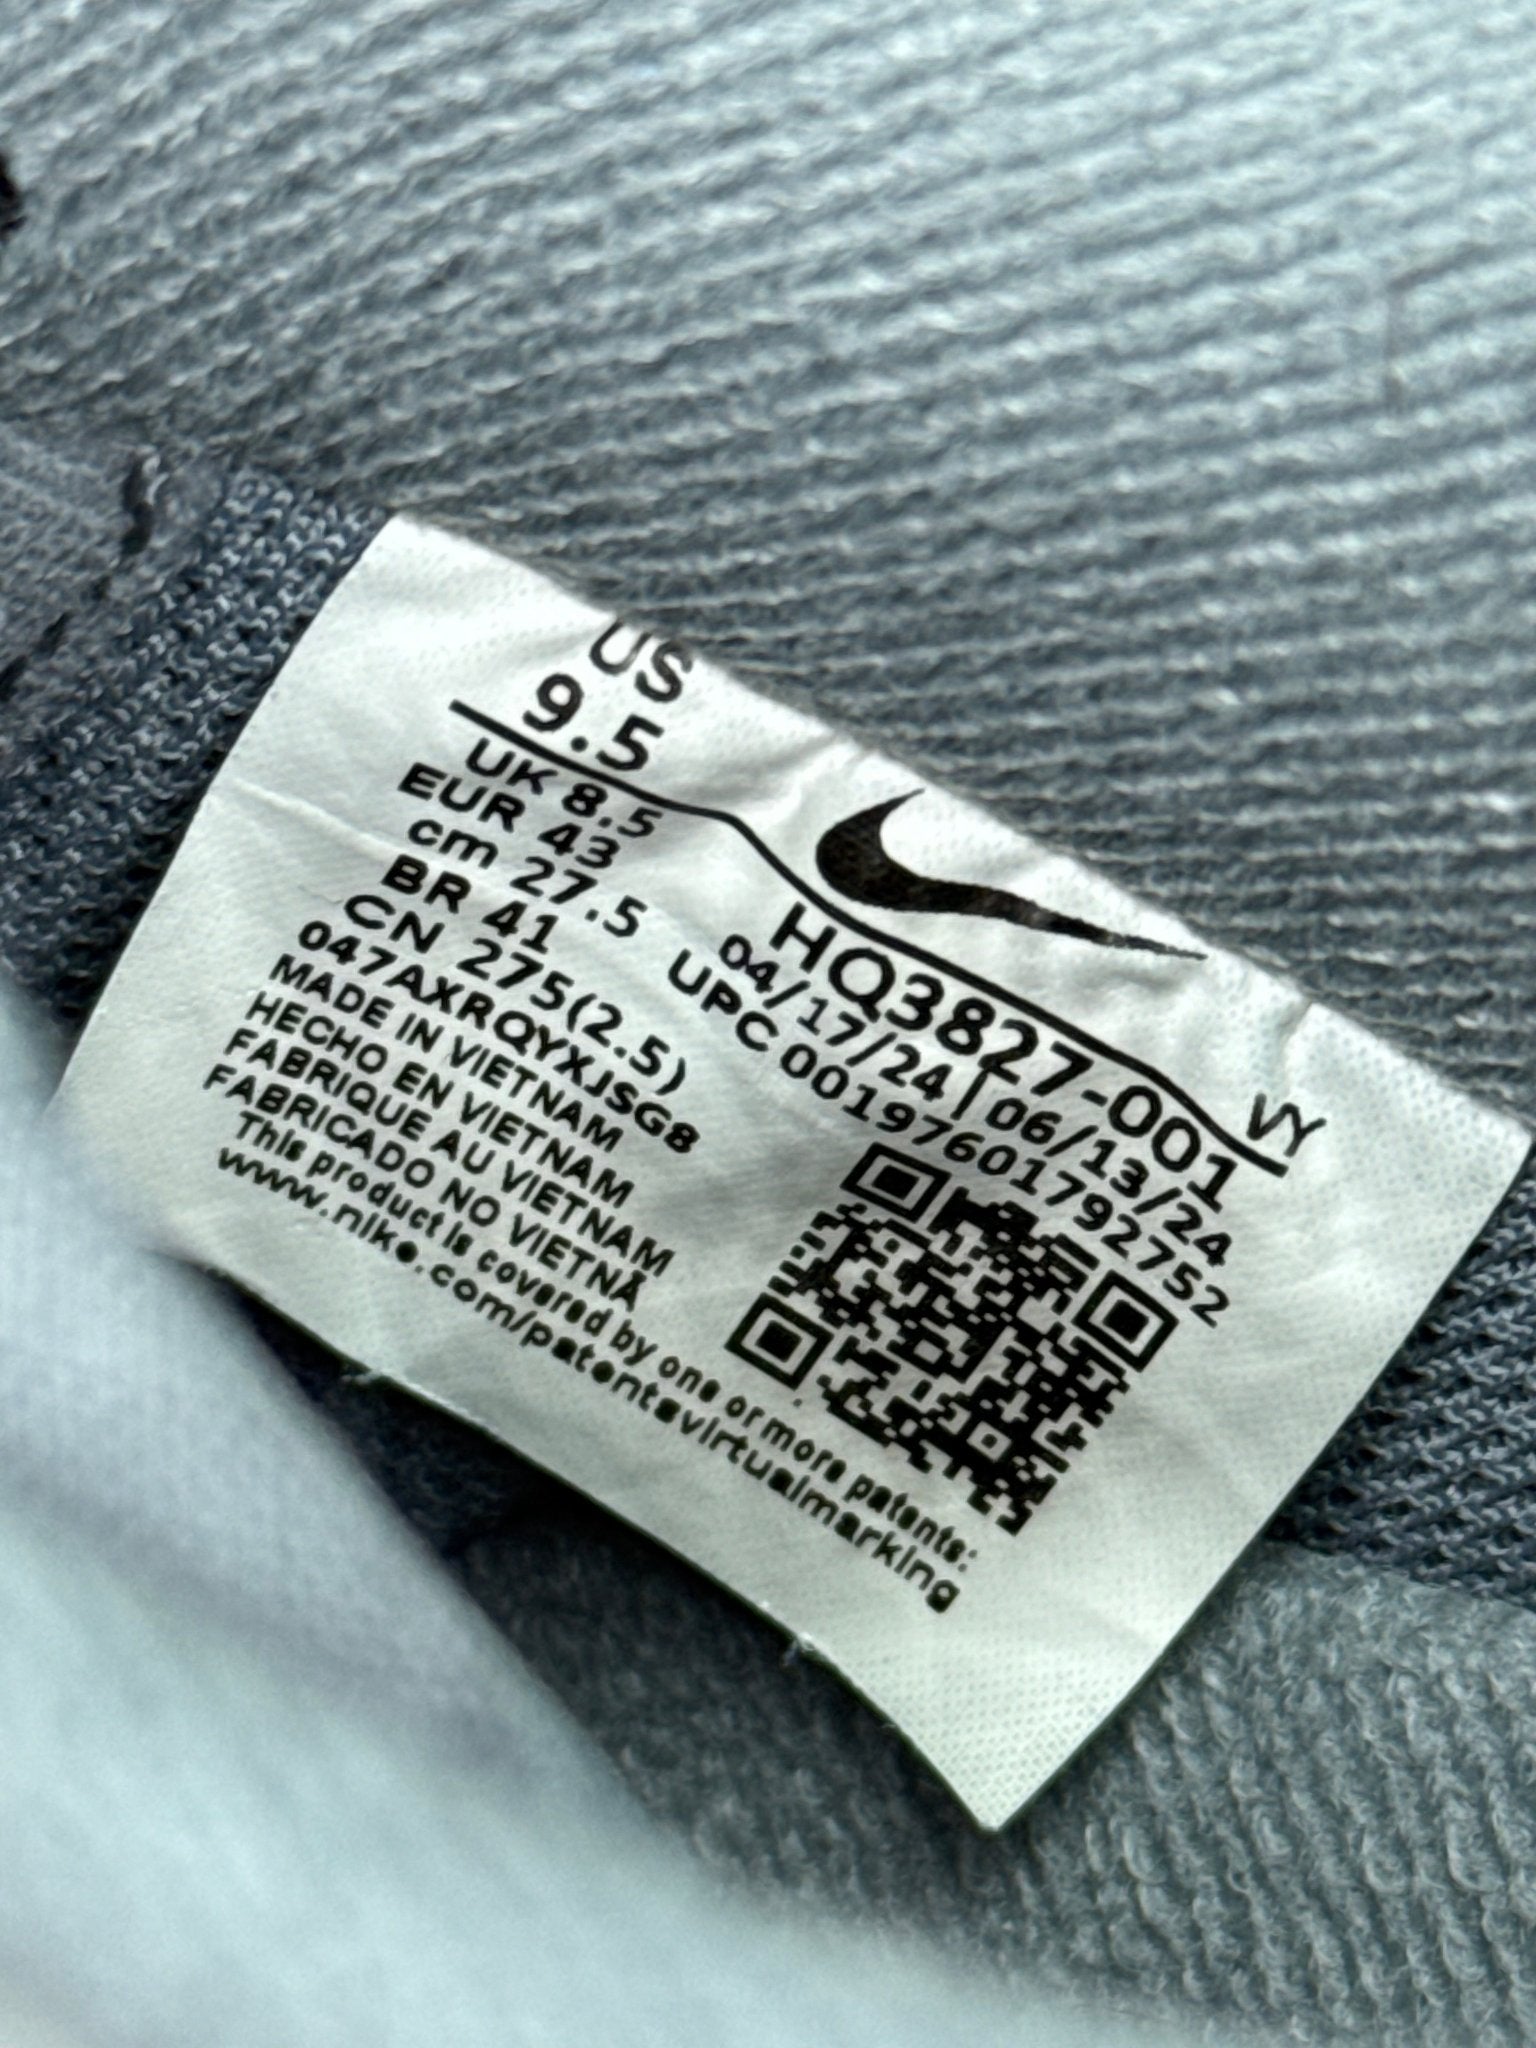 US
9.5
UK 8.5
EUR 43
cm 27.5
BR 41
CN 275(2.5)
047AXRQYXJSG8
MADE IN VIETNAM
HECHO EN VIETNAM
FABRIQUE AU VIETNAM
FABRICADO NO VIETNÃ
This product is covered by one or more patents:
www.nike.com/patentsvirtualmarking
HQ3827-001
VY
04/17/24 | 06/13/24
UPC 00197601792752